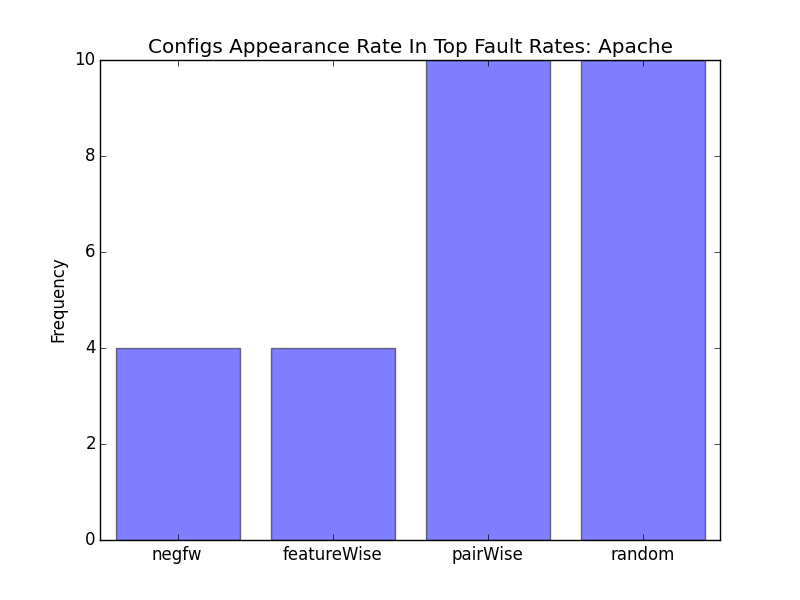 Configs Appearance Rate In Top Fault Rates: Apache
10
8
6
4
2
0
Frequency
negfw
featureWise
pairWise
random